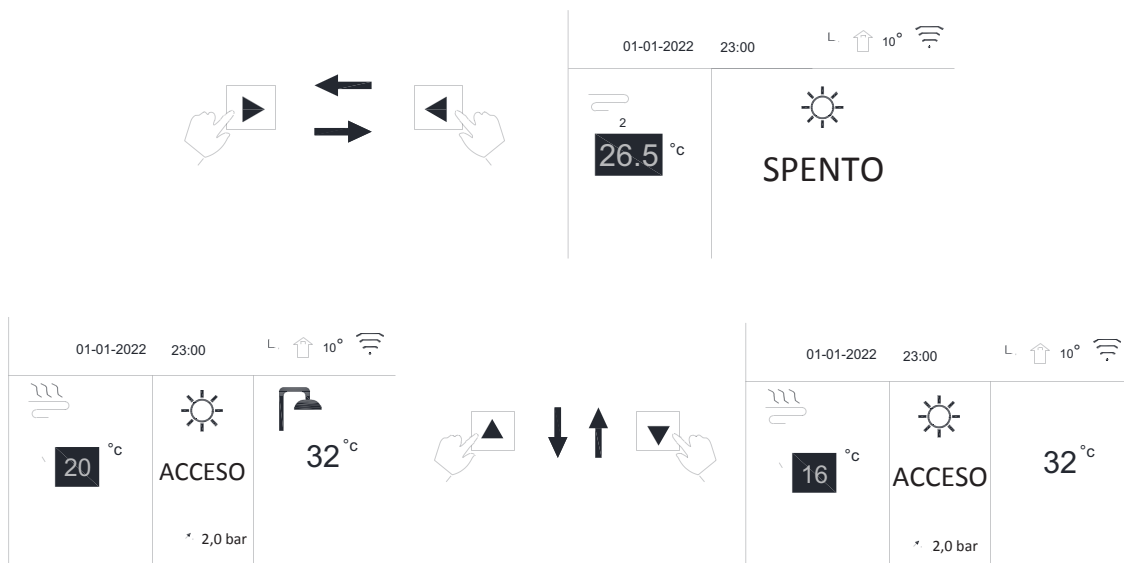 01-01-2022 23:00 10°
2
26.5 °c
SPENTO
01-01-2022 23:00 10°
20 °c
ACCESO
32 °c
2,0 bar
01-01-2022 23:00 10°
16 °c
ACCESO
32 °c
2,0 bar